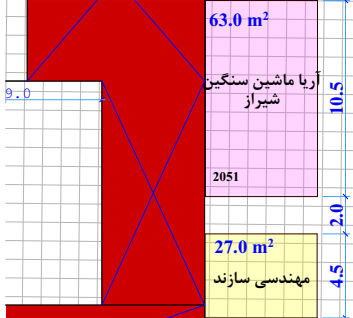 63.0 m²
آریا ماشین سنگین
شیراز
2051
9.0
10.5
2.0
27.0 m²
مهندسی سازند
4.5